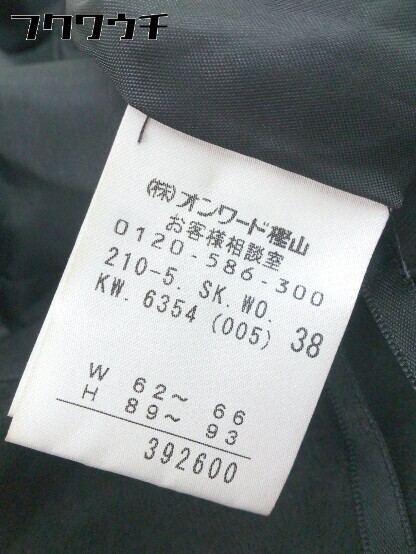 フクワウチ
(株)オンワード樫山
お客様相談室
0120-586-300
210-5. SK. WO. 38
KW. 6354 (005)
W 62〜 66
H 89〜 93
392600